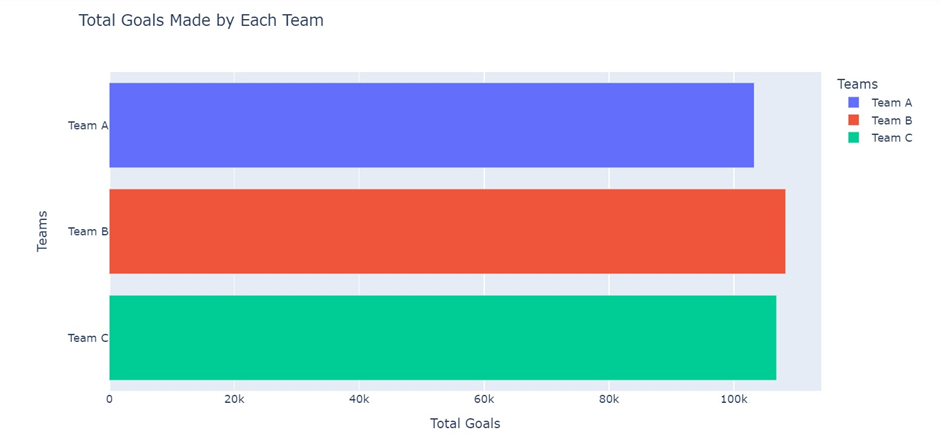 Total Goals Made by Each Team
Teams
Team A
Team B
Team C
Team A
Team B
Team C
Teams
0 20k 40k 60k 80k 100k
Total Goals